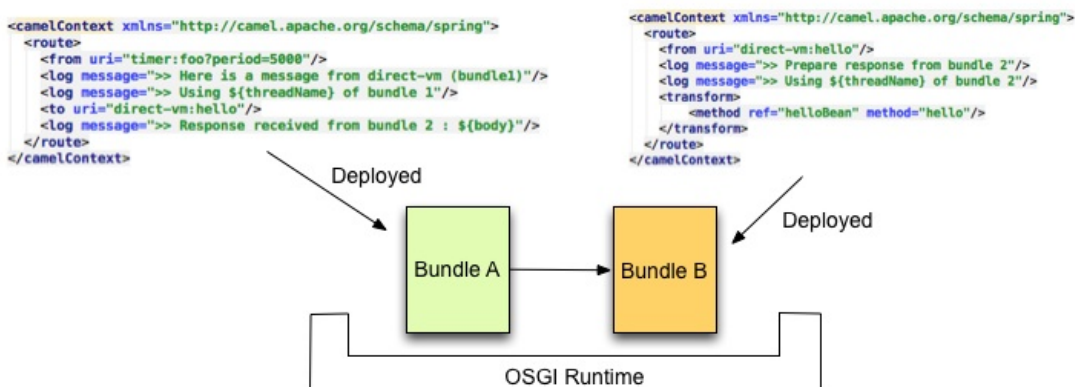 <camelContext xmlns="http://camel.apache.org/schema/spring">
<route>
<from uri="timer:foo?period=5000"/>
<log message=">> Here is a message from direct-vm (bundle1)"/>
<log message=">> Using ${threadName} of bundle 1"/>
<to uri="direct-vm:hello"/>
<log message=">> Response received from bundle 2 : ${body}"/>
</route>
</camelContext>
<camelContext xmlns="http://camel.apache.org/schema/spring">
<route>
<from uri="direct-vm:hello"/>
<log message=">> Prepare response from bundle 2"/>
<log message=">> Using ${threadName} of bundle 2"/>
<transform>
<method ref="helloBean" method="hello"/>
</transform>
</route>
</camelContext>
Deployed
Deployed
Bundle A
Bundle B
OSGI Runtime